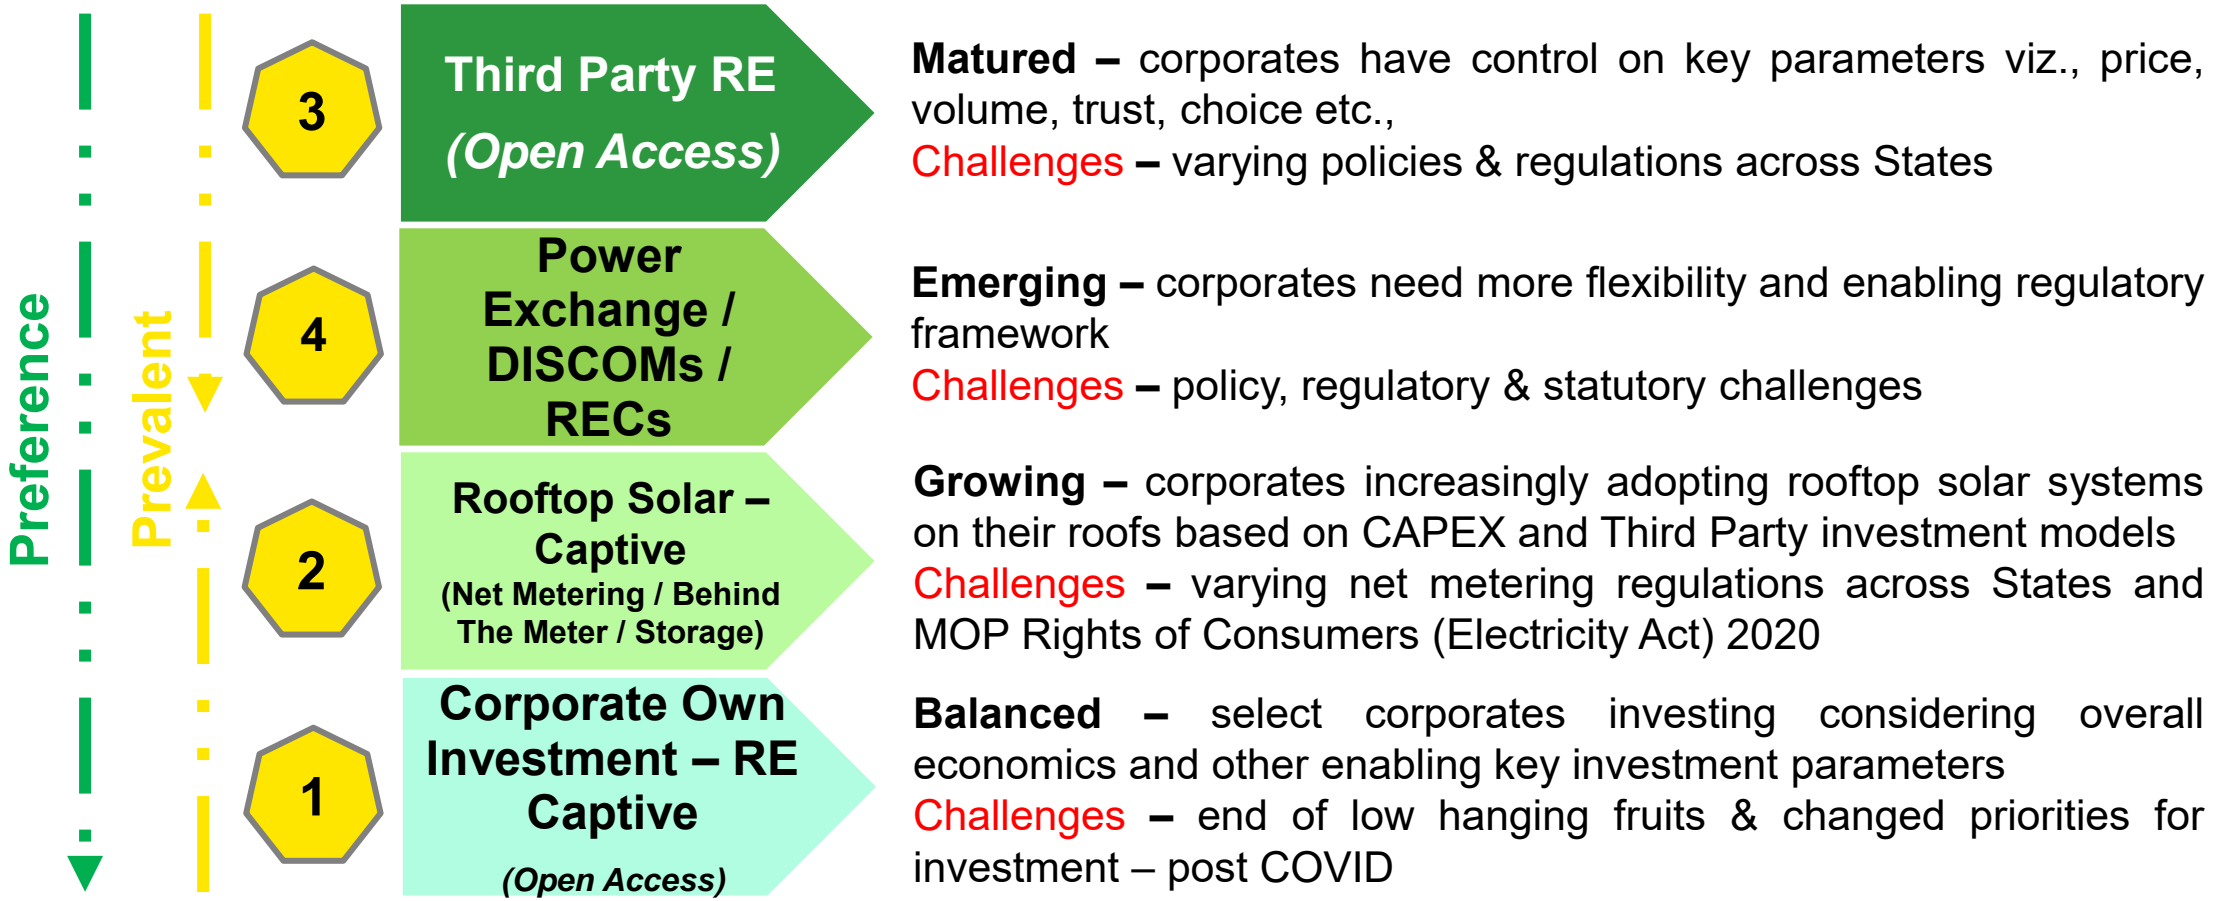 Preference
Prevalent
3
Third Party RE
(Open Access)
Matured – corporates have control on key parameters viz., price,
volume, trust, choice etc.,
Challenges – varying policies & regulations across States
4
Power
Exchange /
DISCOMs /
RECs
Emerging – corporates need more flexibility and enabling regulatory
framework
Challenges – policy, regulatory & statutory challenges
2
Rooftop Solar –
Captive
(Net Metering / Behind
The Meter / Storage)
Growing – corporates increasingly adopting rooftop solar systems
on their roofs based on CAPEX and Third Party investment models
Challenges – varying net metering regulations across States and
MOP Rights of Consumers (Electricity Act) 2020
1
Corporate Own
Investment – RE
Captive
(Open Access)
Balanced – select corporates investing considering overall
economics and other enabling key investment parameters
Challenges – end of low hanging fruits & changed priorities for
investment – post COVID